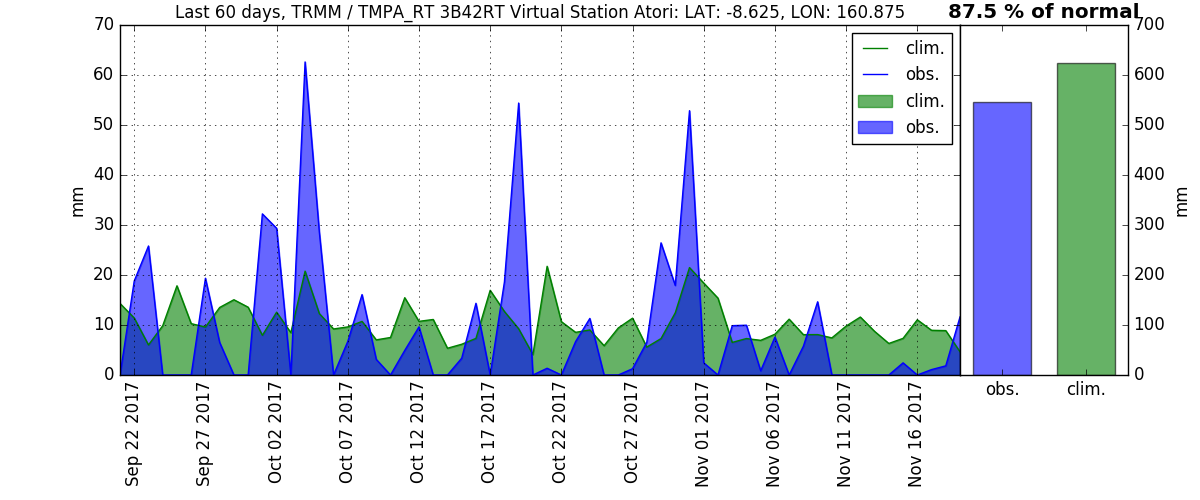 Last 60 days, TRMM / TMPA_RT 3B42RT Virtual Station Atori: LAT: -8.625, LON: 160.875
87.5 % of normal
70
60
50
40
30
20
10
0
mm
clim.
obs.
clim.
obs.
Sep 22 2017
Sep 27 2017
Oct 02 2017
Oct 07 2017
Oct 12 2017
Oct 17 2017
Oct 22 2017
Oct 27 2017
Nov 01 2017
Nov 06 2017
Nov 11 2017
Nov 16 2017
obs.
clim.
700
600
500
400
300
200
100
0
mm